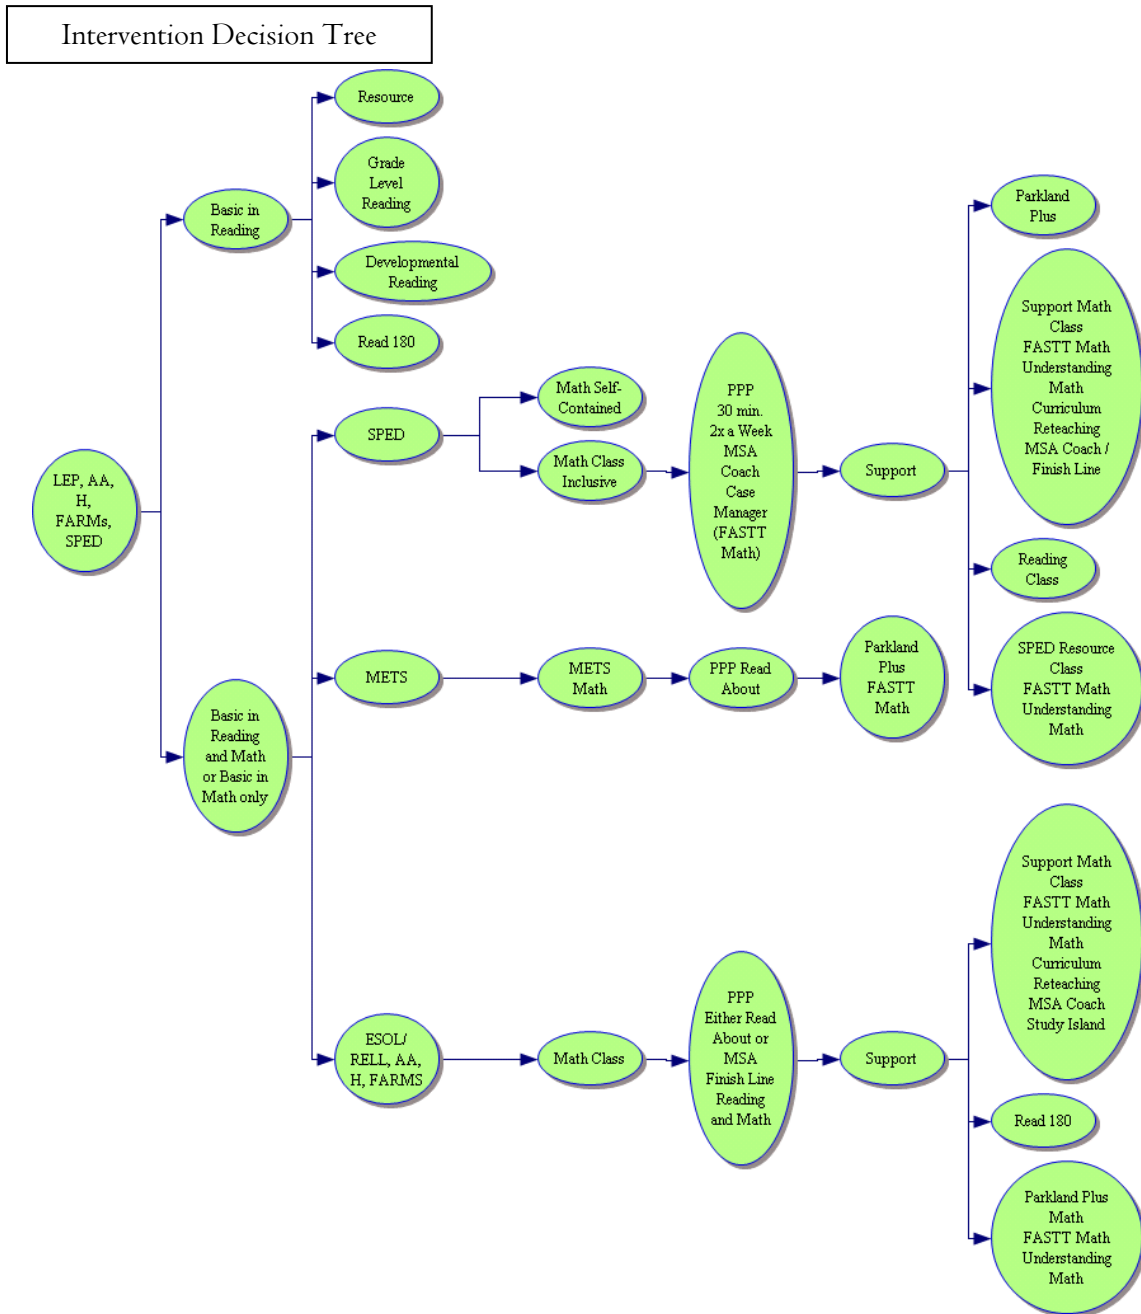 Intervention Decision Tree
Resource
Grade
Level
Reading
Basic in
Reading
Developmental
Reading
Read 180
LEP, AA,
H,
FARMs,
SPED
SPED
Math Self-
Contained
Math Class
Inclusive
PPP
30 min.
2x a Week
MSA
Coach
Case
Manager
(FASTT
Math)
Support
Parkland
Plus
Support Math
Class
FASTT Math
Understanding
Math
Curriculum
Reteaching
MSA Coach /
Finish Line
Reading
Class
SPED Resource
Class
FASTT Math
Understanding
Math
Basic in
Reading
and Math
or Basic in
Math only
METS
METS
Math
PPP Read
About
Parkland
Plus
FASTT
Math
ESOL/
RELL, AA,
H, FARMS
Math Class
PPP
Either Read
About or
MSA
Finish Line
Reading
and Math
Support
Support Math
Class
FASTT Math
Understanding
Math
Curriculum
Reteaching
MSA Coach
Study Island
Read 180
Parkland Plus
Math
FASTT Math
Understanding
Math